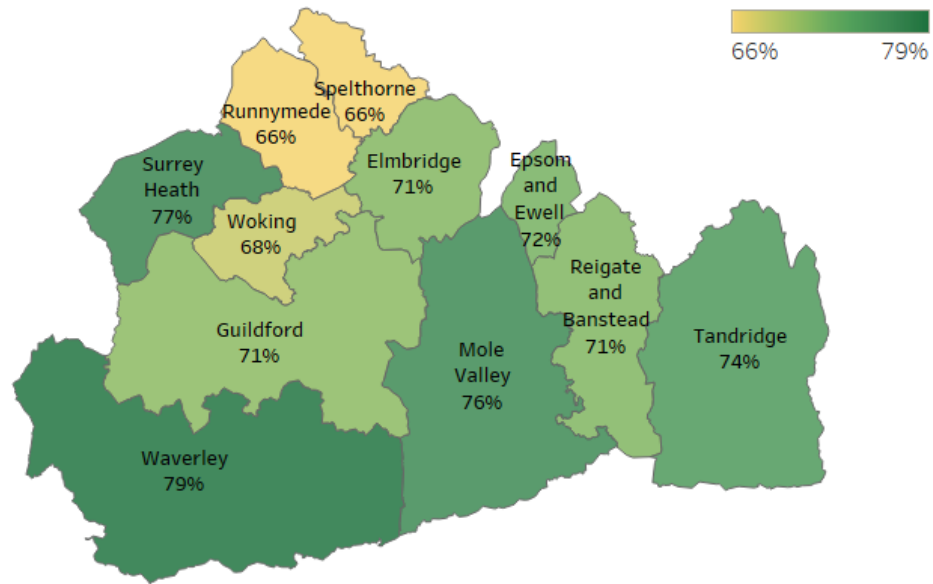 66%
79%
Spelthorne
66%
Runnymede
66%
Elmbridge
71%
Epsom
and
Ewell
72%
Surrey
Heath
77%
Woking
68%
Reigate
and
Banstead
71%
Guildford
71%
Mole
Valley
76%
Tandridge
74%
Waverley
79%